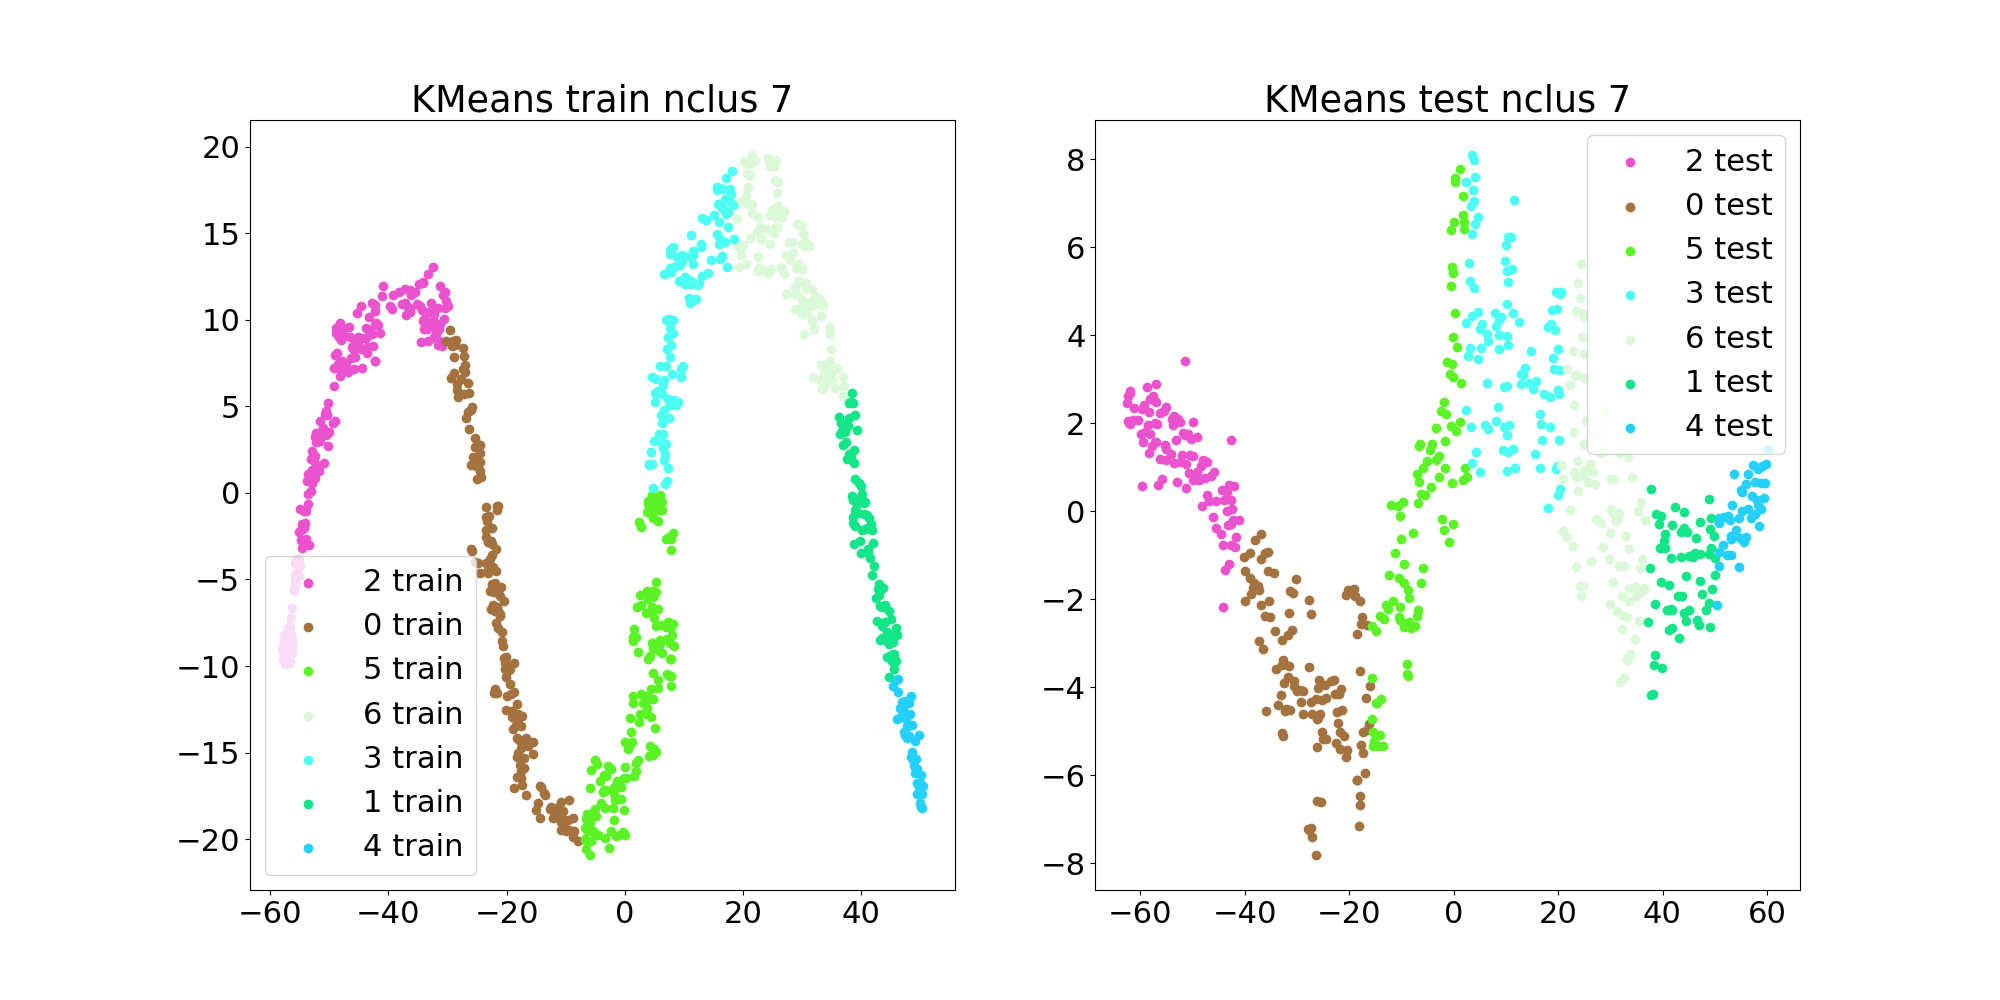 KMeans train nclus 7
20
15
10
5
0
−5
−10
−15
−20
−60 −40 −20 0 20 40
2 train
0 train
5 train
6 train
3 train
1 train
4 train
KMeans test nclus 7
8
6
4
2
0
−2
−4
−6
−8
−60 −40 −20 0 20 40 60
2 test
0 test
5 test
3 test
6 test
1 test
4 test